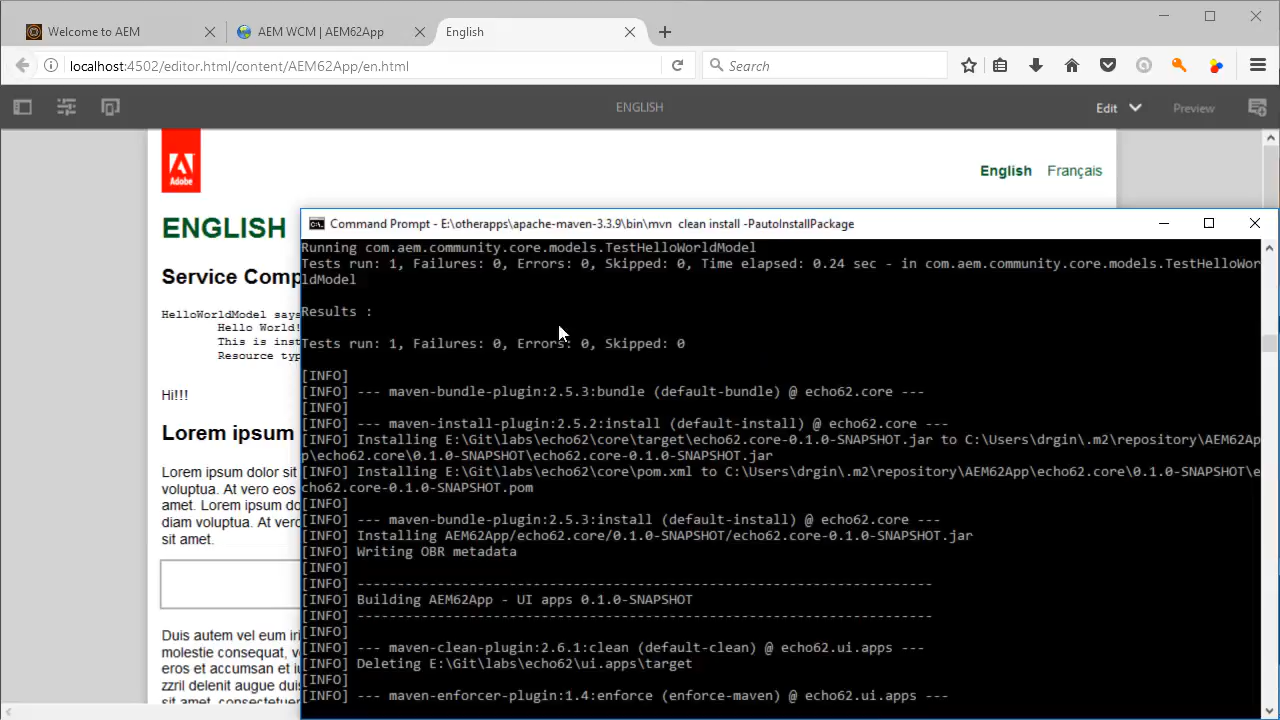 Welcome to AEM
AEM WCM | AEM62App
English
localhost:4502/editor.html/content/AEM62App/en.html
Search
ENGLISH
Edit
Preview
Adobe
English Français
ENGLISH
Service Comp
HelloWorldModel says
Hello World!
This is inst
Resource typ
Hi!!!
Lorem ipsum
Lorem ipsum dolor sit
voluptua. At vero eos
amet. Lorem ipsum do
diam voluptua. At vero
sit amet.
Duis autem vel eum iri
molestie consequat, v
eros et accumsan et iu
zzril delenit augue dui
sit amet, consectetuer
Command Prompt - E:\otherapps\apache-maven-3.3.9\bin\mvn clean install -PautoInstallPackage
Running com.aem.community.core.models.TestHelloWorldModel
Tests run: 1, Failures: 0, Errors: 0, Skipped: 0, Time elapsed: 0.24 sec - in com.aem.community.core.models.TestHelloWor
ldModel
Results :
Tests run: 1, Failures: 0, Errors: 0, Skipped: 0
[INFO]
[INFO] --- maven-bundle-plugin:2.5.3:bundle (default-bundle) @ echo62.core ---
[INFO]
[INFO] --- maven-install-plugin:2.5.2:install (default-install) @ echo62.core ---
[INFO] Installing E:\Git\labs\echo62\core\target\echo62.core-0.1.0-SNAPSHOT.jar to C:\Users\drgin\.m2\repository\AEM62Ap
p\echo62.core\0.1.0-SNAPSHOT\echo62.core-0.1.0-SNAPSHOT.jar
[INFO] Installing E:\Git\labs\echo62\core\pom.xml to C:\Users\drgin\.m2\repository\AEM62App\echo62.core\0.1.0-SNAPSHOT\e
cho62.core-0.1.0-SNAPSHOT.pom
[INFO]
[INFO] --- maven-bundle-plugin:2.5.3:install (default-install) @ echo62.core ---
[INFO] Installing AEM62App/echo62.core/0.1.0-SNAPSHOT/echo62.core-0.1.0-SNAPSHOT.jar
[INFO] Writing OBR metadata
[INFO]
[INFO] ------------------------------------------------------------------------
[INFO] Building AEM62App - UI apps 0.1.0-SNAPSHOT
[INFO] ------------------------------------------------------------------------
[INFO]
[INFO] --- maven-clean-plugin:2.6.1:clean (default-clean) @ echo62.ui.apps ---
[INFO] Deleting E:\Git\labs\echo62\ui.apps\target
[INFO]
[INFO] --- maven-enforcer-plugin:1.4:enforce (enforce-maven) @ echo62.ui.apps ---